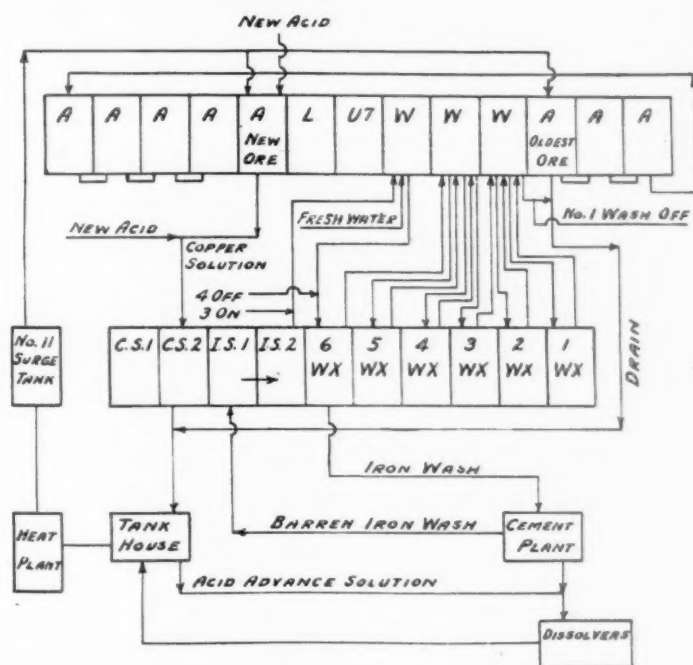 NEW ACID
A A A A A L U7 W W W A A A
NEW
ORE
OLDEST
ORE
FRESH WATER
NO. 1 WASH OFF
NEW ACID
COPPER
SOLUTION
4 OFF
3 ON
DRAIN
C.S.1 C.S.2 I.S.1 I.S.2 6 5 4 3 2 1
WX WX WX WX WX WX
NO. 11
SURGE
TANK
IRON WASH
HEAT
PLANT
TANK
HOUSE
BARREN IRON WASH
CEMENT
PLANT
ACID ADVANCE SOLUTION
DISSOLVERS